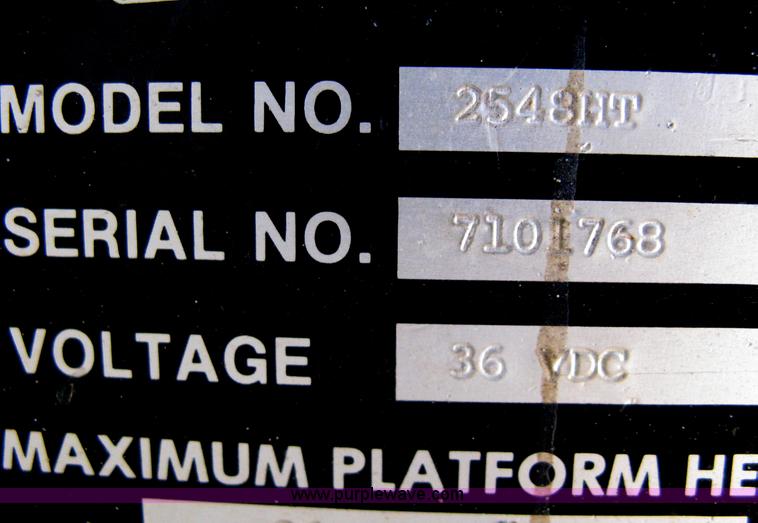 MODEL NO. 2548HT
SERIAL NO. 7101768
VOLTAGE 36 VDC
MAXIMUM PLATFORM HE
www.purplewave.com